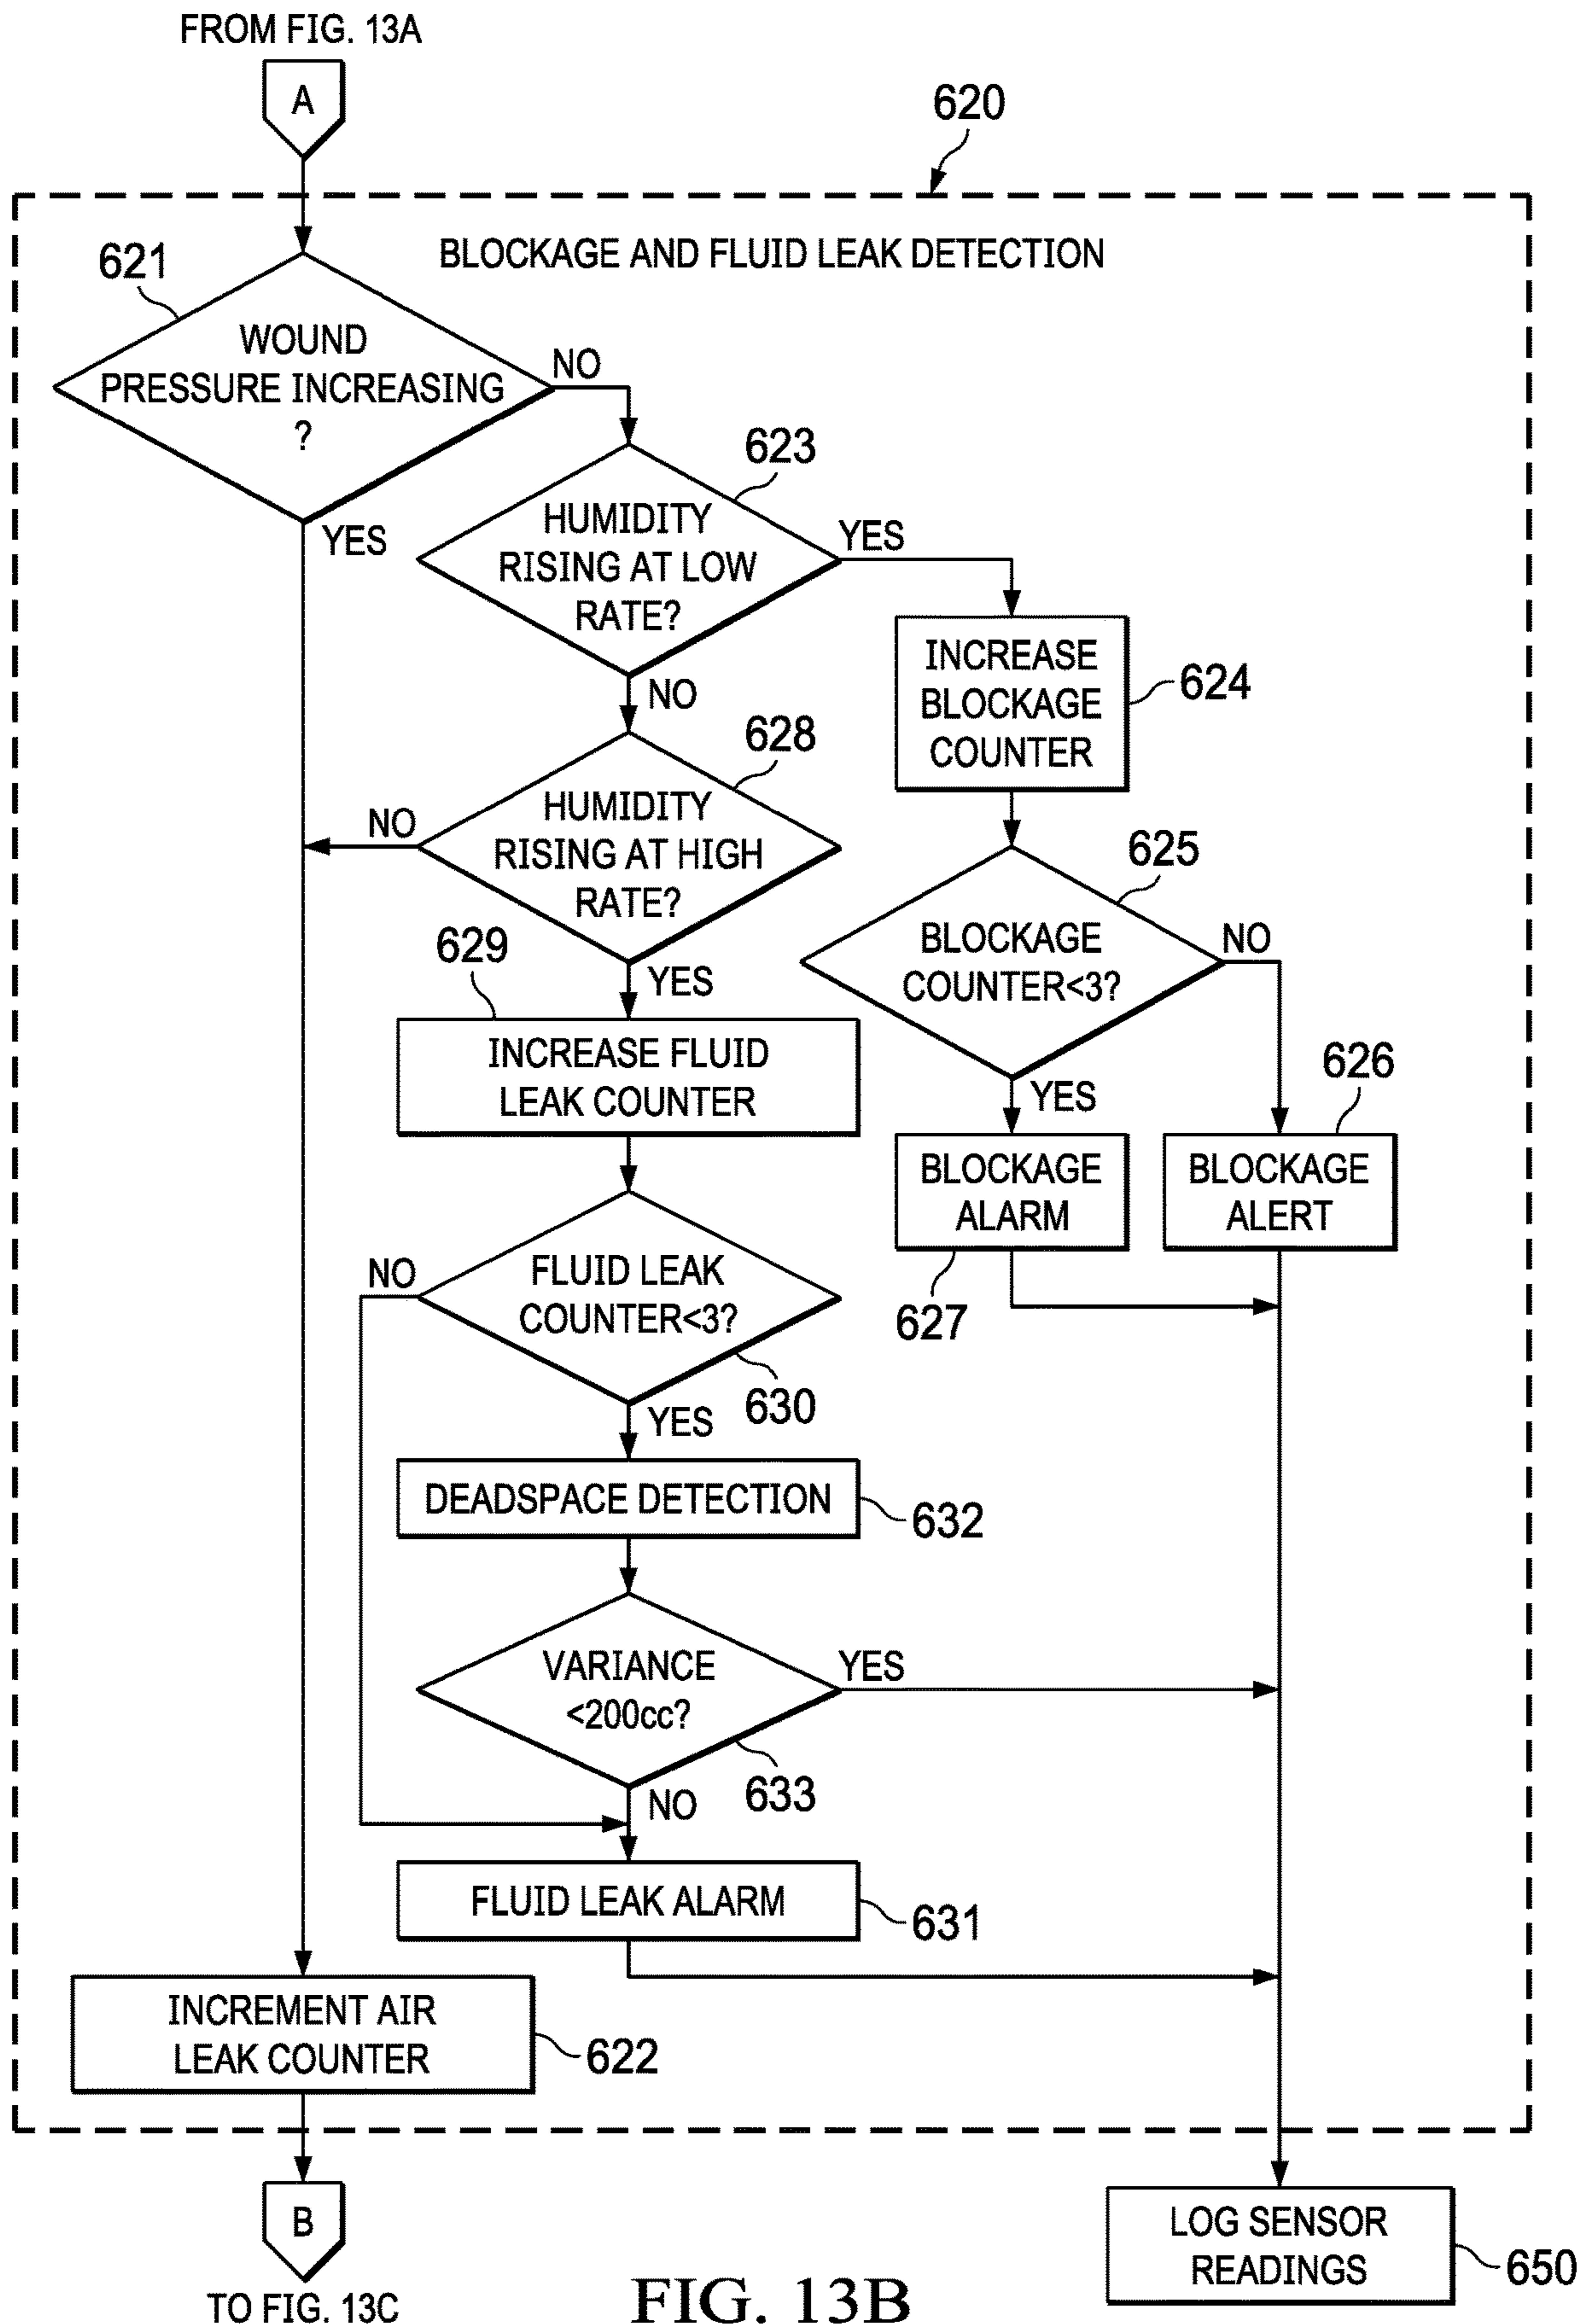 FROM FIG. 13A
A
620
BLOCKAGE AND FLUID LEAK DETECTION
621
WOUND
PRESSURE INCREASING
?
NO
YES
623
HUMIDITY
RISING AT LOW
RATE?
YES
NO
INCREASE
BLOCKAGE
COUNTER
624
628
HUMIDITY
RISING AT HIGH
RATE?
NO
YES
625
BLOCKAGE
COUNTER<3?
NO
YES
629
INCREASE FLUID
LEAK COUNTER
626
BLOCKAGE
ALARM
BLOCKAGE
ALERT
627
NO
FLUID LEAK
COUNTER<3?
630
YES
DEADSPACE DETECTION
632
VARIANCE
<200cc?
YES
633
NO
FLUID LEAK ALARM
631
INCREMENT AIR
LEAK COUNTER
622
B
TO FIG. 13C
LOG SENSOR
READINGS
650
FIG. 13B